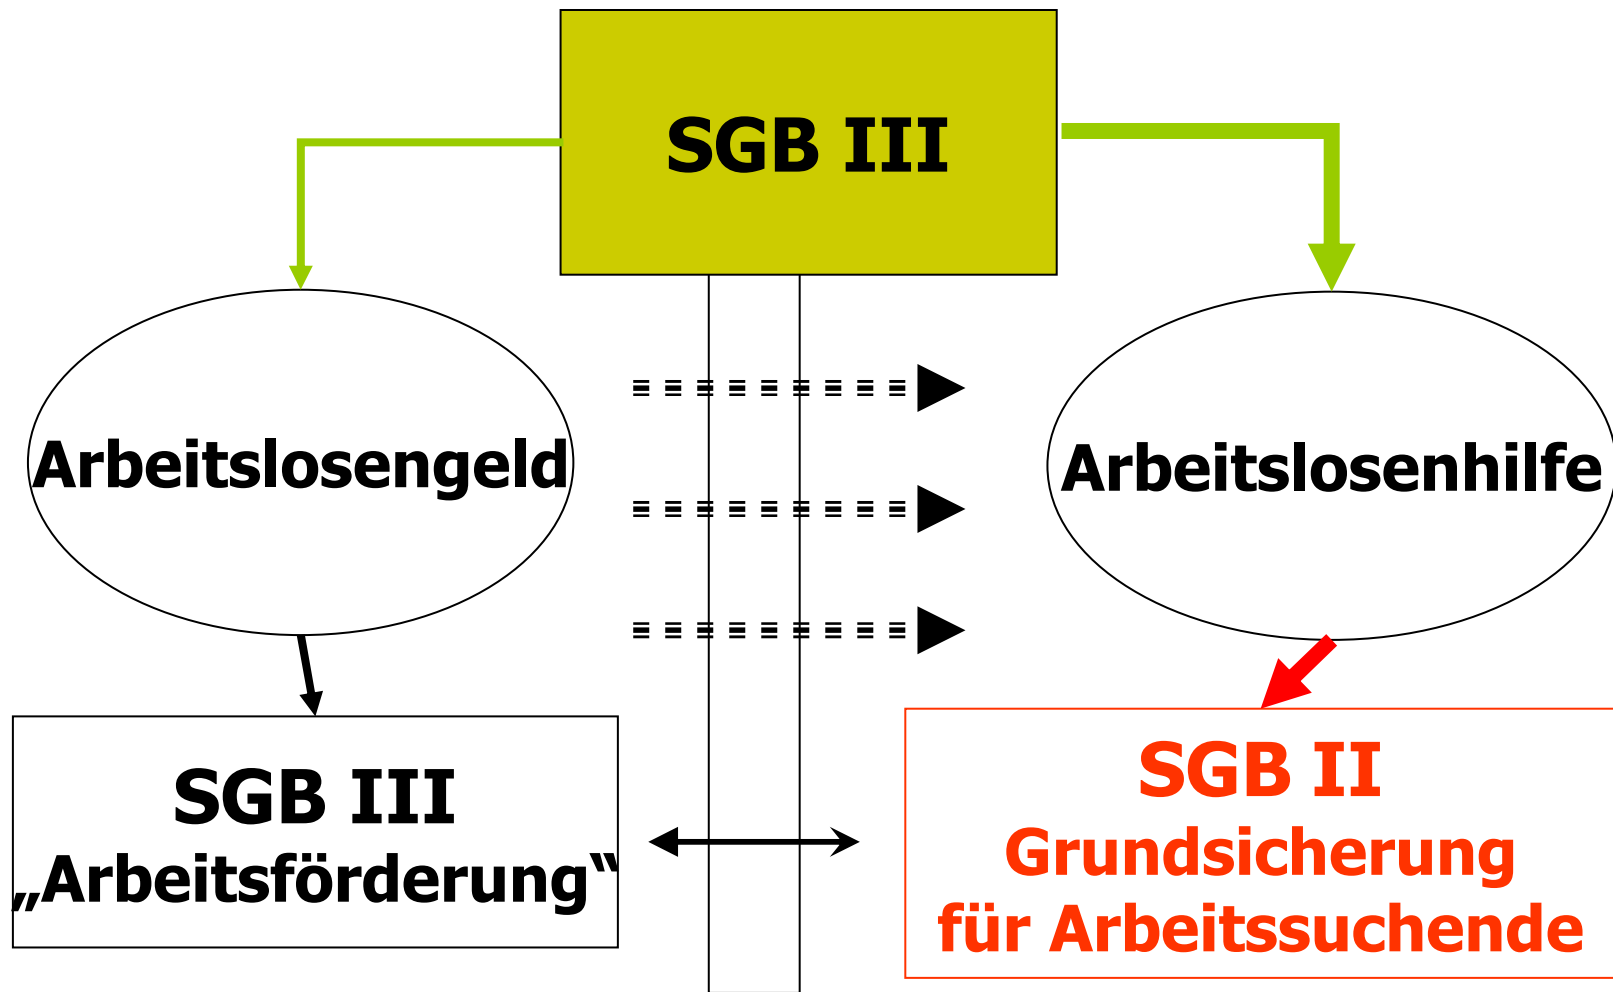 SGB III
Arbeitslosengeld
Arbeitslosenhilfe
SGB III
„Arbeitsförderung“
SGB II
Grundsicherung
für Arbeitssuchende